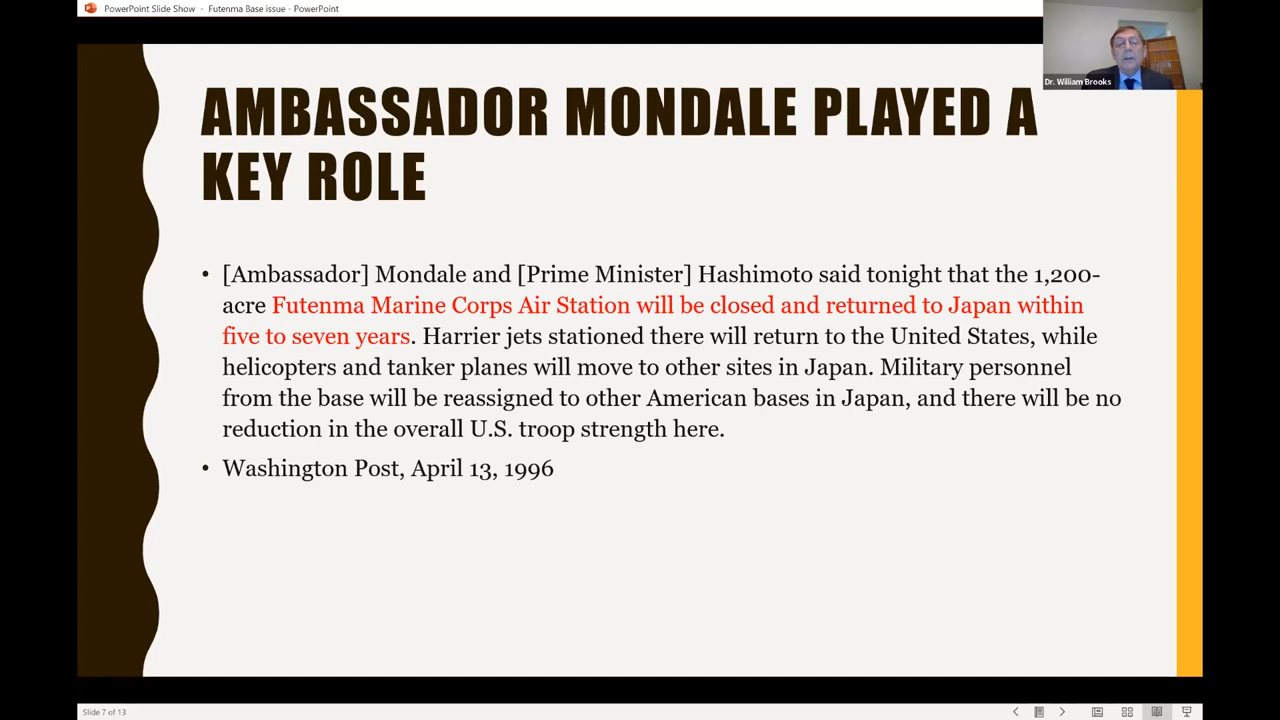 PowerPoint Slide Show - Futenma Base issue - PowerPoint
Dr. William Brooks
AMBASSADOR MONDALE PLAYED A
KEY ROLE
• [Ambassador] Mondale and [Prime Minister] Hashimoto said tonight that the 1,200-
acre Futenma Marine Corps Air Station will be closed and returned to Japan within
five to seven years. Harrier jets stationed there will return to the United States, while
helicopters and tanker planes will move to other sites in Japan. Military personnel
from the base will be reassigned to other American bases in Japan, and there will be no
reduction in the overall U.S. troop strength here.
• Washington Post, April 13, 1996
Slide 7 of 13